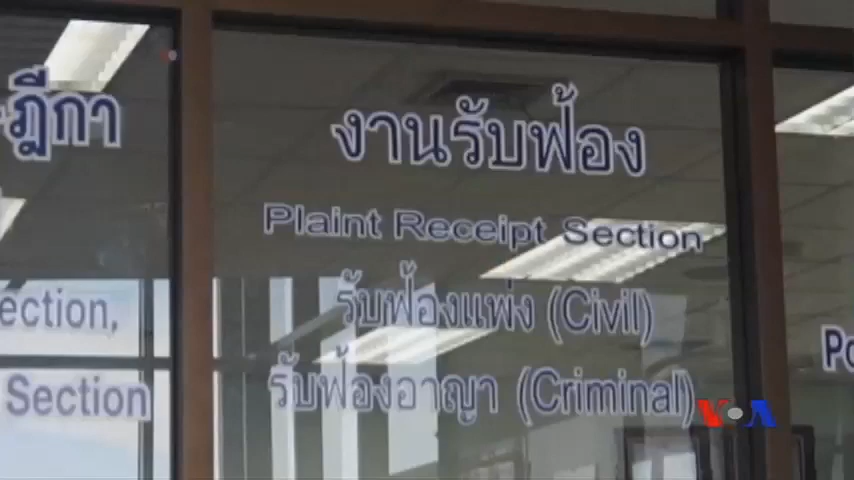 ฎีกา
งานรับฟ้อง
Plaint Receipt Section
รับฟ้องแพ่ง (Civil)
รับฟ้องอาญา (Criminal)
ection,
Section
Po
VOA